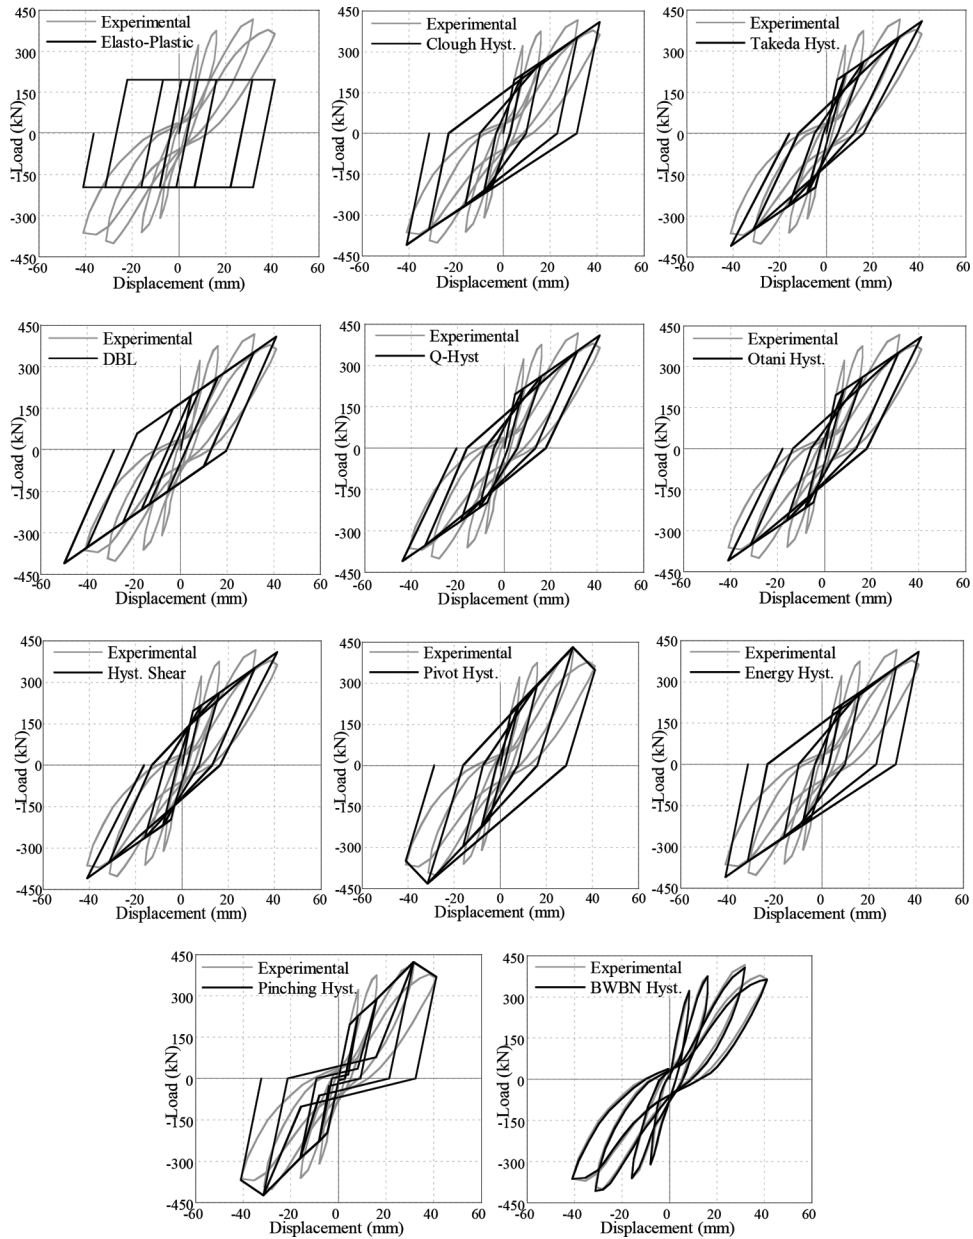 450
Experimental
Elasto-Plastic
300
150
0
-150
-300
-450
Load (kN)
-60 -40 -20 0 20 40 60
Displacement (mm)
450
Experimental
Clough Hyst.
300
150
0
-150
-300
-450
Load (kN)
-60 -40 -20 0 20 40 60
Displacement (mm)
450
Experimental
Takeda Hyst.
300
150
0
-150
-300
-450
Load (kN)
-60 -40 -20 0 20 40 60
Displacement (mm)
450
Experimental
DBL
300
150
0
-150
-300
-450
Load (kN)
-60 -40 -20 0 20 40 60
Displacement (mm)
450
Experimental
Q-Hyst
300
150
0
-150
-300
-450
Load (kN)
-60 -40 -20 0 20 40 60
Displacement (mm)
450
Experimental
Otani Hyst.
300
150
0
-150
-300
-450
Load (kN)
-60 -40 -20 0 20 40 60
Displacement (mm)
450
Experimental
Hyst. Shear
300
150
0
-150
-300
-450
Load (kN)
-60 -40 -20 0 20 40 60
Displacement (mm)
450
Experimental
Pivot Hyst.
300
150
0
-150
-300
-450
Load (kN)
-60 -40 -20 0 20 40 60
Displacement (mm)
450
Experimental
Energy Hyst.
300
150
0
-150
-300
-450
Load (kN)
-60 -40 -20 0 20 40 60
Displacement (mm)
450
Experimental
Pinching Hyst.
300
150
0
-150
-300
-450
Load (kN)
-60 -40 -20 0 20 40 60
Displacement (mm)
450
Experimental
BWBN Hyst.
300
150
0
-150
-300
-450
Load (kN)
-60 -40 -20 0 20 40 60
Displacement (mm)